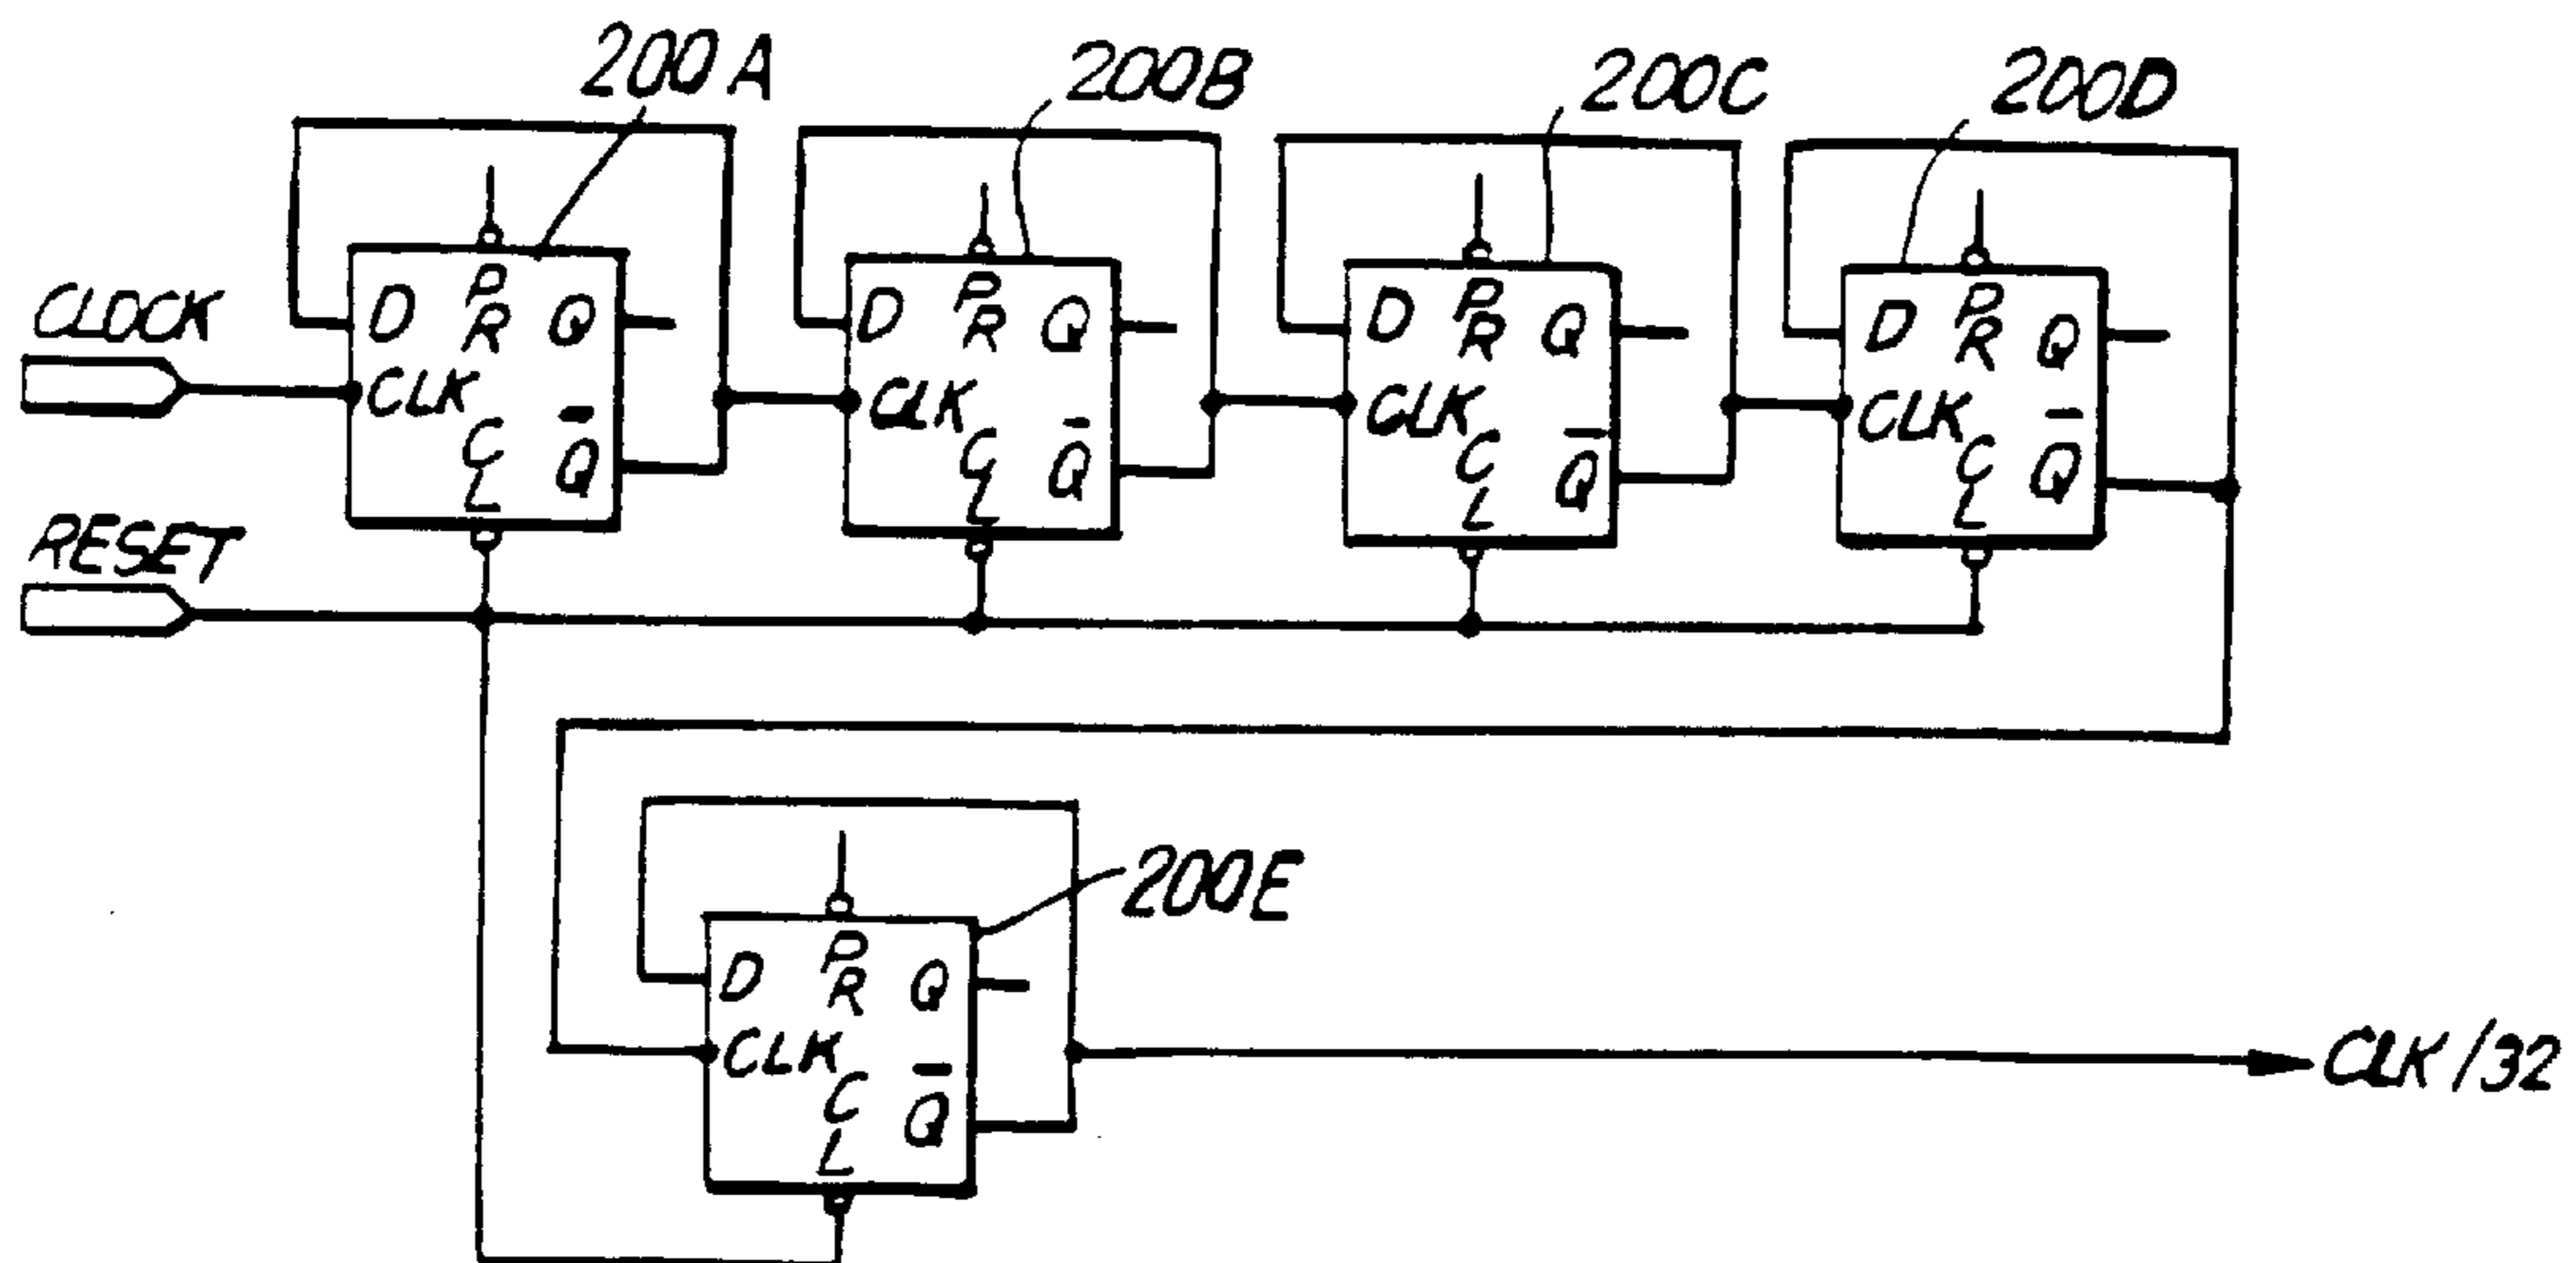 200A 200B 200C 200D
CLOCK
D PR Q
CLK
CL Q̅
D PR Q
CLK
CL Q̅
D PR Q
CLK
CL Q̅
D PR Q
CLK
CL Q̅
RESET
200E
D PR Q
CLK
CL Q̅
CLK/32